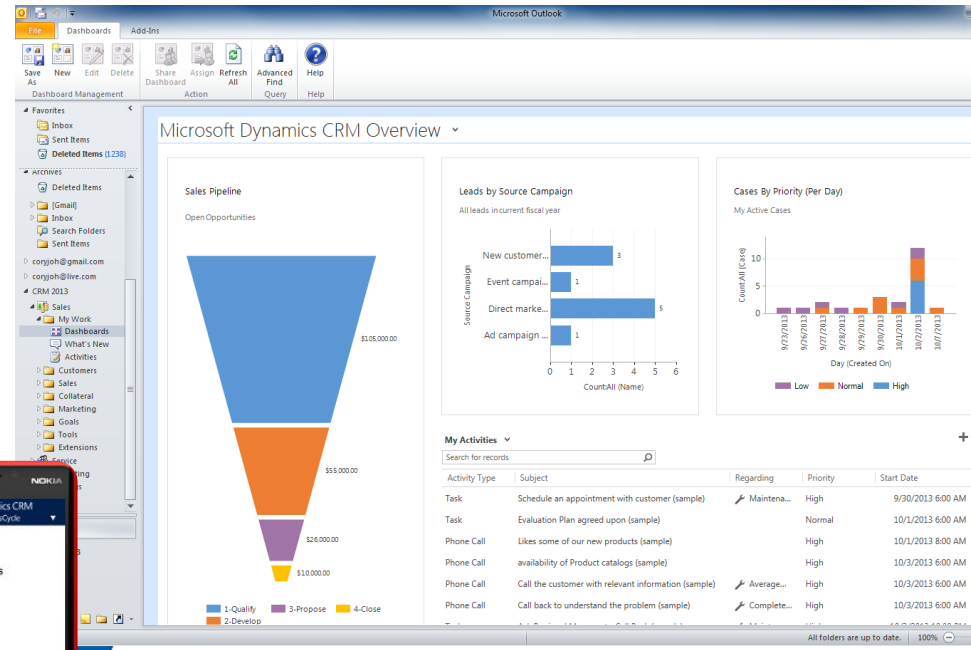 Microsoft Outlook
File Dashboards Add-Ins
Save As New Edit Delete Share Dashboard Assign Refresh All Advanced Find Help
Dashboard Management Action Query Help
Favorites
Inbox
Sent Items
Deleted Items (1238)
Archives
Deleted Items
[Gmail]
Inbox
Search Folders
Sent Items
coryjoh@gmail.com
coryjoh@live.com
CRM 2013
Sales
My Work
Dashboards
What's New
Activities
Customers
Sales
Collateral
Marketing
Goals
Tools
Extensions
Service
NOKIA
Microsoft Dynamics CRM Overview
Sales Pipeline
Open Opportunities
$105,000.00
$55,000.00
$26,000.00
$10,000.00
1-Qualify 3-Propose 4-Close
2-Develop
Leads by Source Campaign
All leads in current fiscal year
Source Campaign
New customer... 3
Event campai... 1
Direct marke... 5
Ad campaign ... 1
0 1 2 3 4 5 6
Count:All (Name)
Cases By Priority (Per Day)
My Active Cases
Count:All (Case)
10
5
0
9/23/2013 9/26/2013 9/27/2013 9/28/2013 9/29/2013 9/30/2013 10/1/2013 10/2/2013 10/7/2013
Day (Created On)
Low Normal High
My Activities
Search for records
Activity Type Subject Regarding Priority Start Date
Task Schedule an appointment with customer (sample) Maintena... High 9/30/2013 6:00 AM
Task Evaluation Plan agreed upon (sample) Normal 10/1/2013 6:00 AM
Phone Call Likes some of our new products (sample) High 10/1/2013 8:00 AM
Phone Call availability of Product catalogs (sample) High 10/3/2013 6:00 AM
Phone Call Call the customer with relevant information (sample) Average... High 10/3/2013 6:00 AM
Phone Call Call back to understand the problem (sample) Complete... High 10/3/2013 6:00 AM
All folders are up to date. 100%